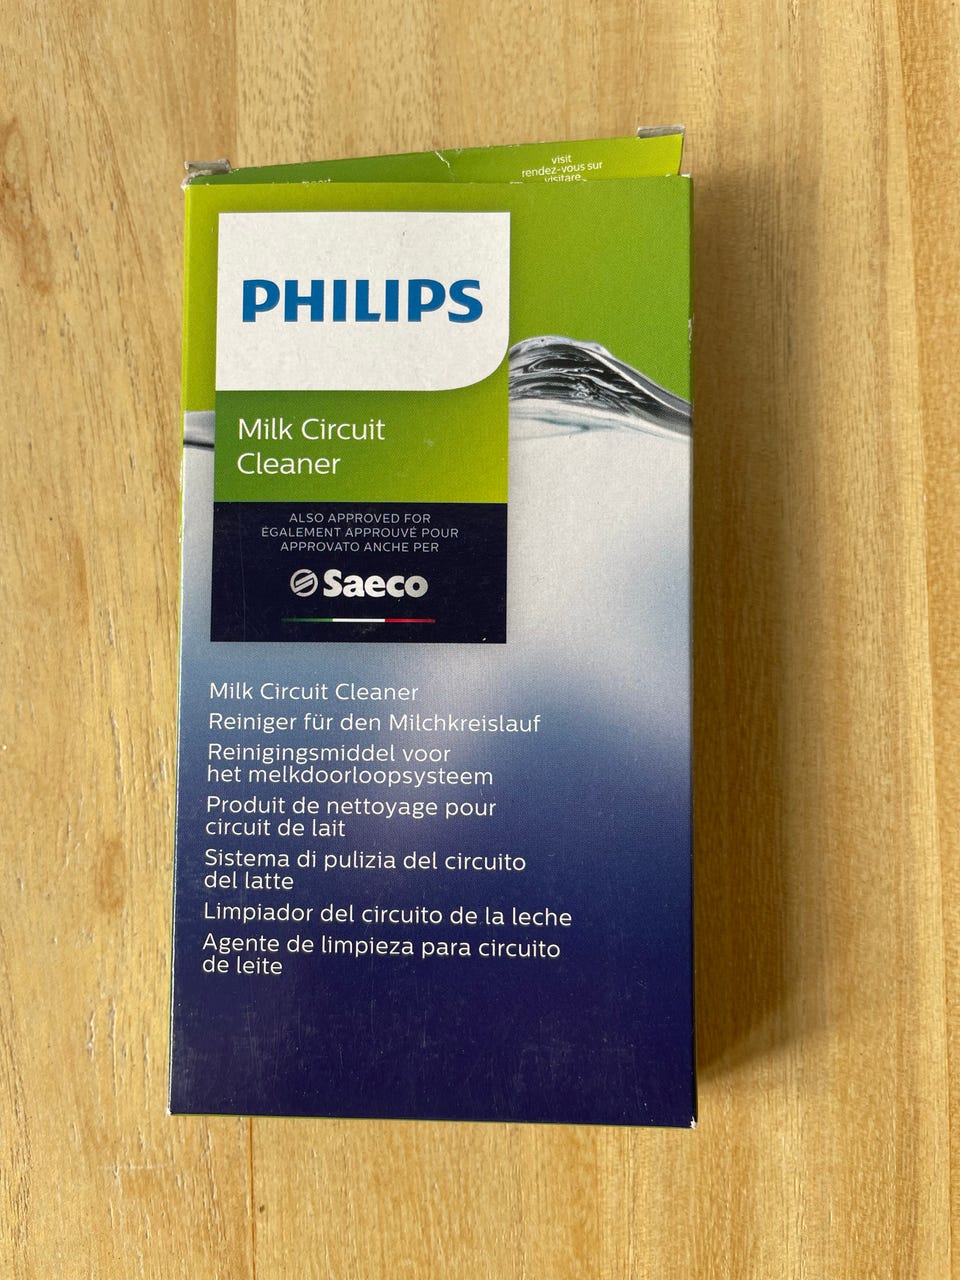 visit
rendez-vous sur
visitare
PHILIPS
Milk Circuit
Cleaner
ALSO APPROVED FOR
ÉGALEMENT APPROUVÉ POUR
APPROVATO ANCHE PER
Saeco
Milk Circuit Cleaner
Reiniger für den Milchkreislauf
Reinigingsmiddel voor
het melkdoorloopsysteem
Produit de nettoyage pour
circuit de lait
Sistema di pulizia del circuito
del latte
Limpiador del circuito de la leche
Agente de limpieza para circuito
de leite